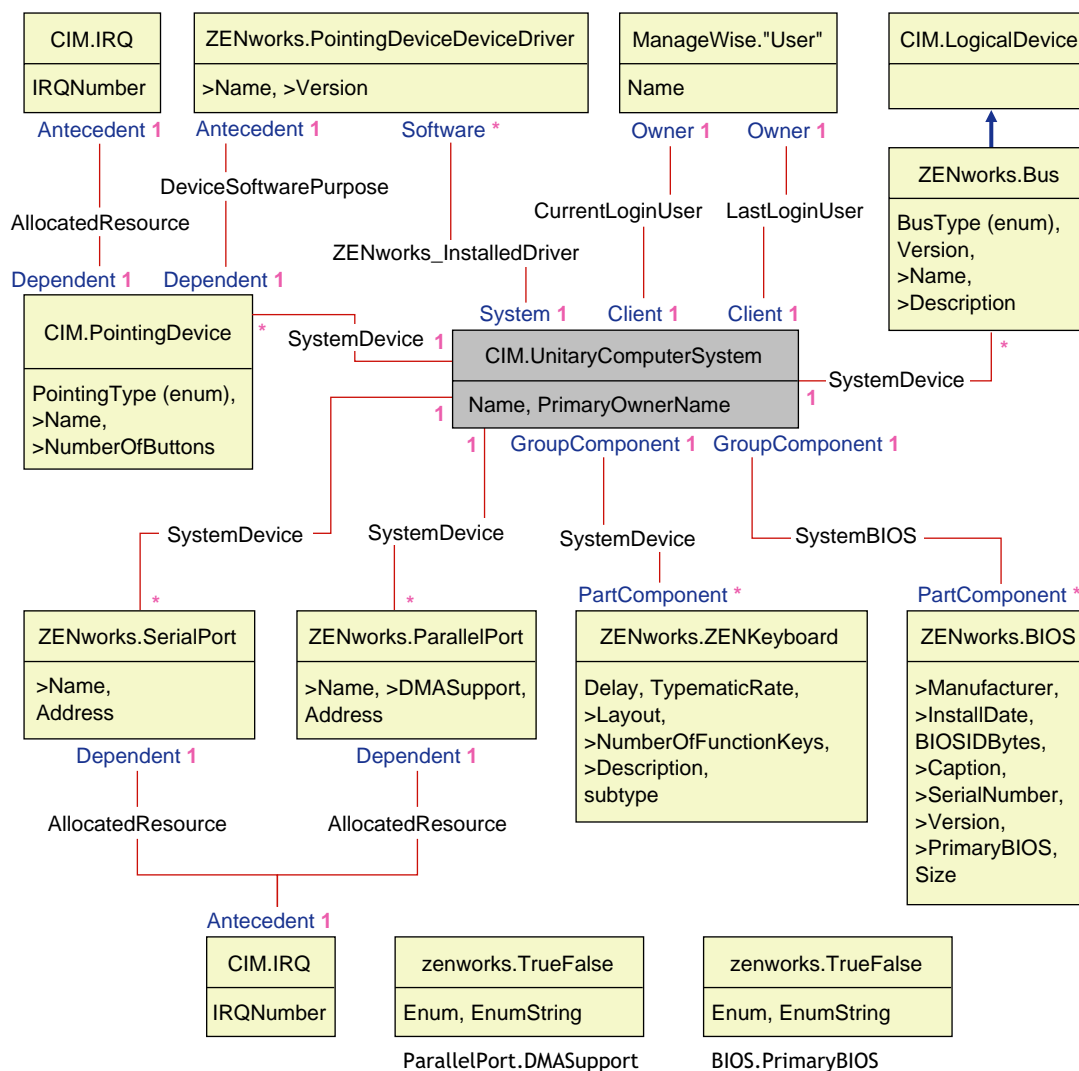 CIM.IRQ
IRQNumber
ZENworks.PointingDeviceDeviceDriver
>Name, >Version
ManageWise."User"
Name
CIM.LogicalDevice
Antecedent 1
Antecedent 1
Software *
Owner 1
Owner 1
DeviceSoftwarePurpose
AllocatedResource
CurrentLoginUser
LastLoginUser
ZENworks_InstalledDriver
ZENworks.Bus
BusType (enum),
Version,
>Name,
>Description
Dependent 1
Dependent 1
System 1
Client 1
Client 1
CIM.PointingDevice
PointingType (enum),
>Name,
>NumberOfButtons
*
SystemDevice
1
CIM.UnitaryComputerSystem
Name, PrimaryOwnerName
*
SystemDevice
1
1
1
GroupComponent 1
GroupComponent 1
SystemDevice
SystemDevice
SystemDevice
SystemBIOS
*
*
PartComponent *
PartComponent *
ZENworks.SerialPort
>Name,
Address
ZENworks.ParallelPort
>Name, >DMASupport,
Address
ZENworks.ZENKeyboard
Delay, TypematicRate,
>Layout,
>NumberOfFunctionKeys,
>Description,
subtype
ZENworks.BIOS
>Manufacturer,
>InstallDate,
BIOSIDBytes,
>Caption,
>SerialNumber,
>Version,
>PrimaryBIOS,
Size
Dependent 1
Dependent 1
AllocatedResource
AllocatedResource
Antecedent 1
CIM.IRQ
IRQNumber
zenworks.TrueFalse
Enum, EnumString
ParallelPort.DMASupport
zenworks.TrueFalse
Enum, EnumString
BIOS.PrimaryBIOS